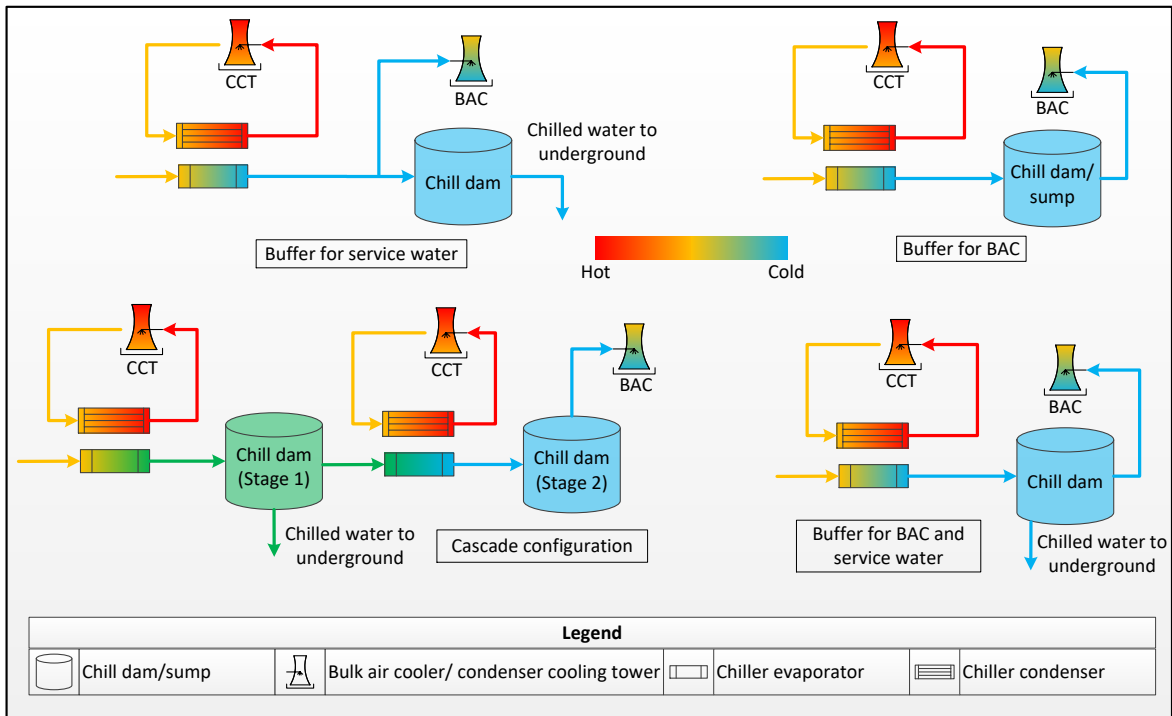 CCT
BAC
Chill dam
Chilled water to
underground
Buffer for service water
CCT
BAC
Chill dam/
sump
Buffer for BAC
Hot
Cold
CCT
Chill dam
(Stage 1)
Chilled water to
underground
CCT
BAC
Chill dam
(Stage 2)
Cascade configuration
CCT
BAC
Chill dam
Buffer for BAC and
service water
Chilled water to
underground
Legend
Chill dam/sump
Bulk air cooler/ condenser cooling tower
Chiller evaporator
Chiller condenser